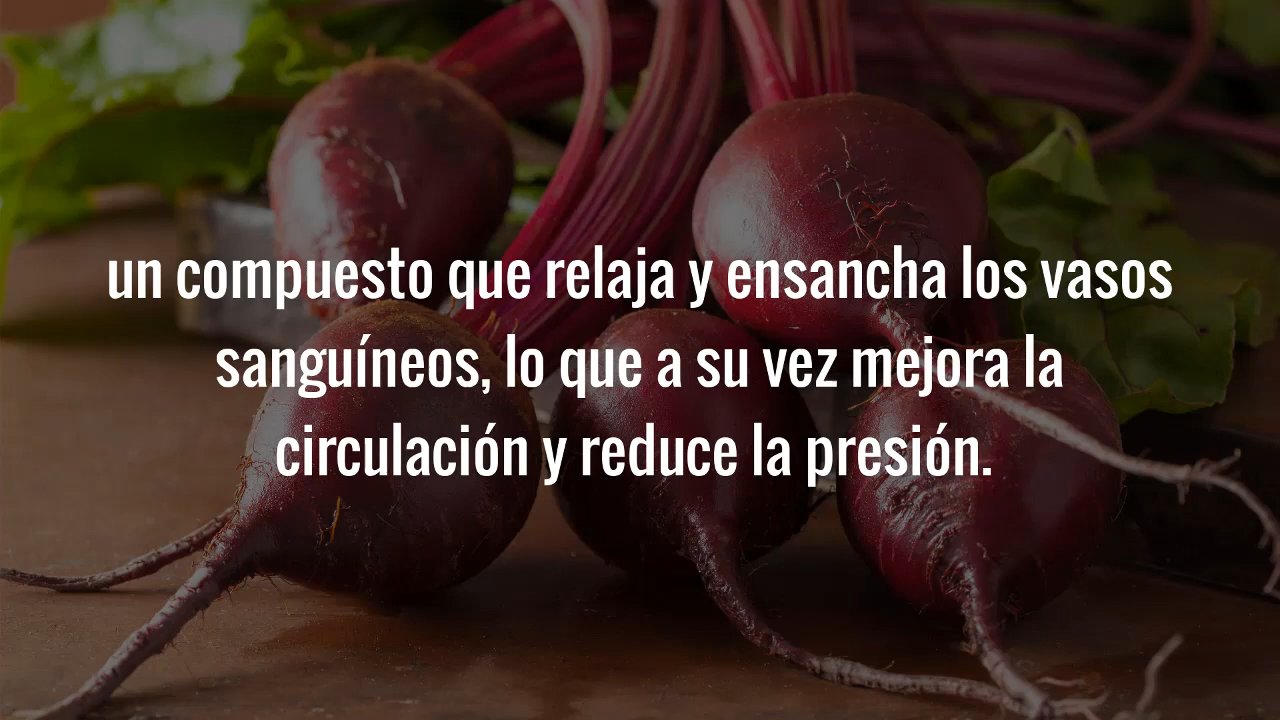 un compuesto que relaja y ensancha los vasos
sanguíneos, lo que a su vez mejora la
circulación y reduce la presión.